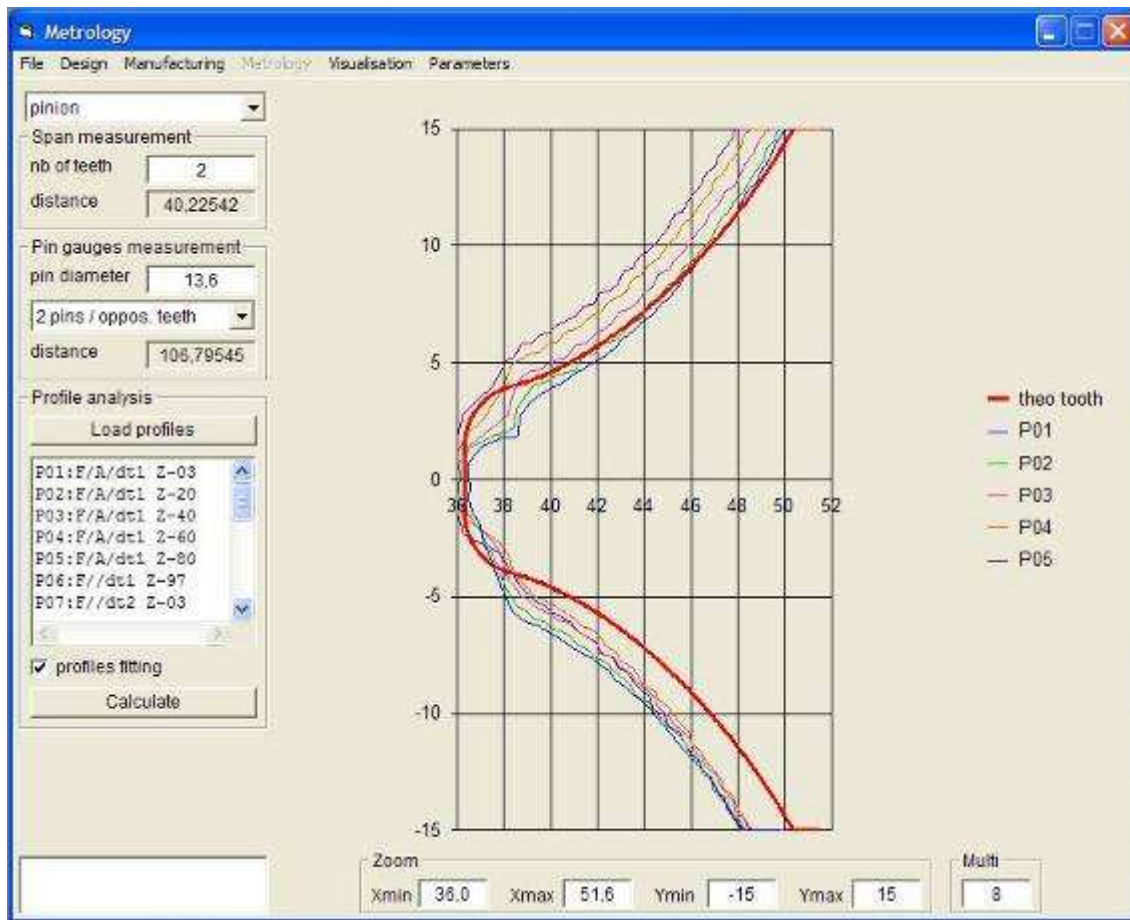 Metrology
File Design Manufacturing Metrology Visualisation Parameters
pinion
Span measurement
nb of teeth 2
distance 40,22542
Pin gauges measurement
pin diameter 13,6
2 pins / oppos. teeth
distance 106,79545
Profile analysis
Load profiles
P01:F/A/dt1 Z-03
P02:F/A/dt1 Z-20
P03:F/A/dt1 Z-40
P04:F/A/dt1 Z-60
P05:F/A/dt1 Z-80
P06:F//dt1 Z-97
P07:F//dt2 Z-03
profiles fitting
Calculate
15
10
5
0
36 38 40 42 44 46 48 50 52
-5
-10
-15
theo tooth
P01
P02
P03
P04
P05
Zoom
Xmin 36.0 Xmax 51,6 Ymin -15 Ymax 15
Multi
8